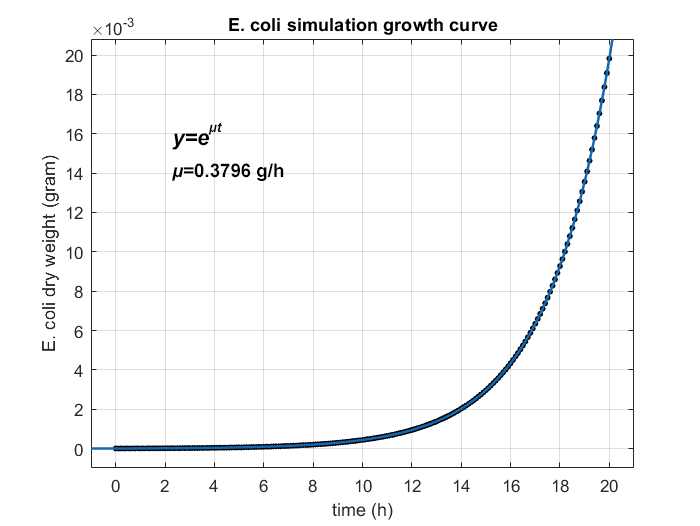 ×10⁻³
E. coli simulation growth curve
20
18
16
14
12
10
8
6
4
2
0
y=e^μt
μ=0.3796 g/h
E. coli dry weight (gram)
0 2 4 6 8 10 12 14 16 18 20
time (h)